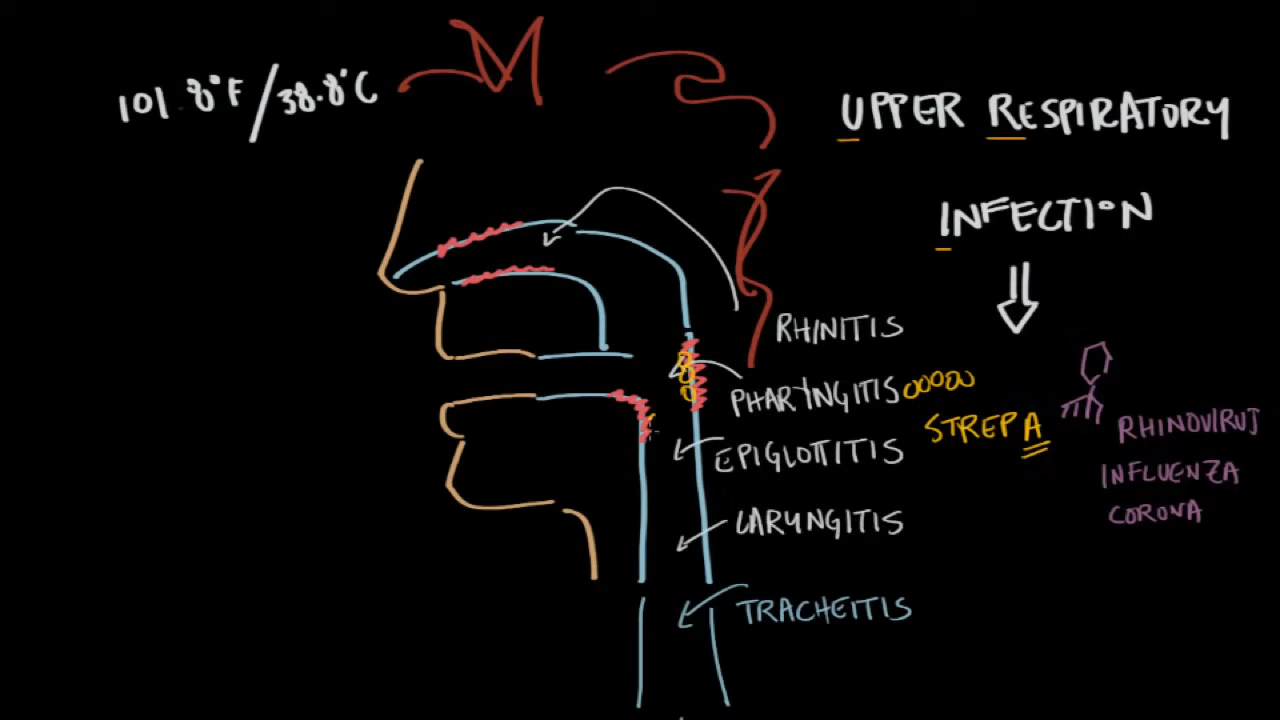 101.8°F/38.8°C
UPPER RESPIRATORY
INFECTION
RHINITIS
PHARYNGITIS
STREP A
EPIGLOTTITIS
LARYNGITIS
TRACHEITIS
RHINOVIRUS
INFLUENZA
CORONA